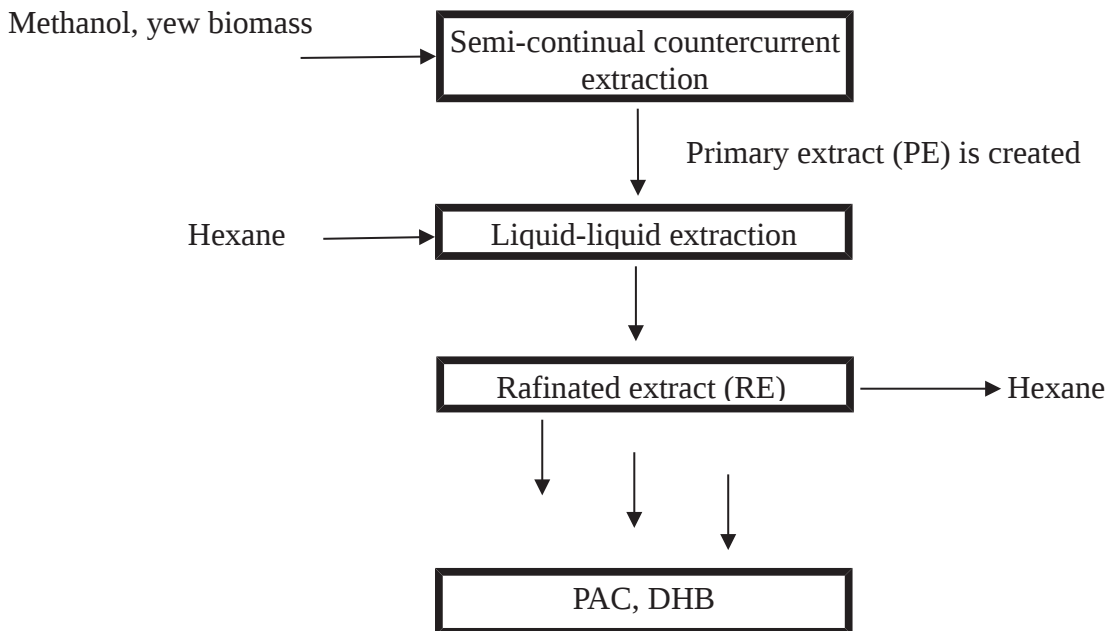 Methanol, yew biomass
Semi-continual countercurrent
extraction
Primary extract (PE) is created
Hexane
Liquid-liquid extraction
Rafinated extract (RE)
Hexane
PAC, DHB